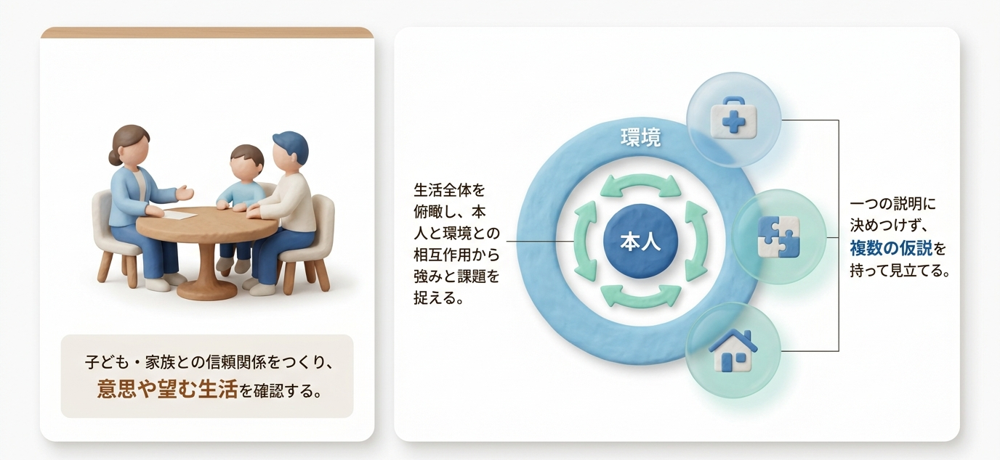 子ども・家族との信頼関係をつくり、
意思や望む生活を確認する。
生活全体を
俯瞰し、本
人と環境との
相互作用から
強みと課題を
捉える。
環境
本人
一つの説明に
決めつけず、
複数の仮説を
持って見立てる。